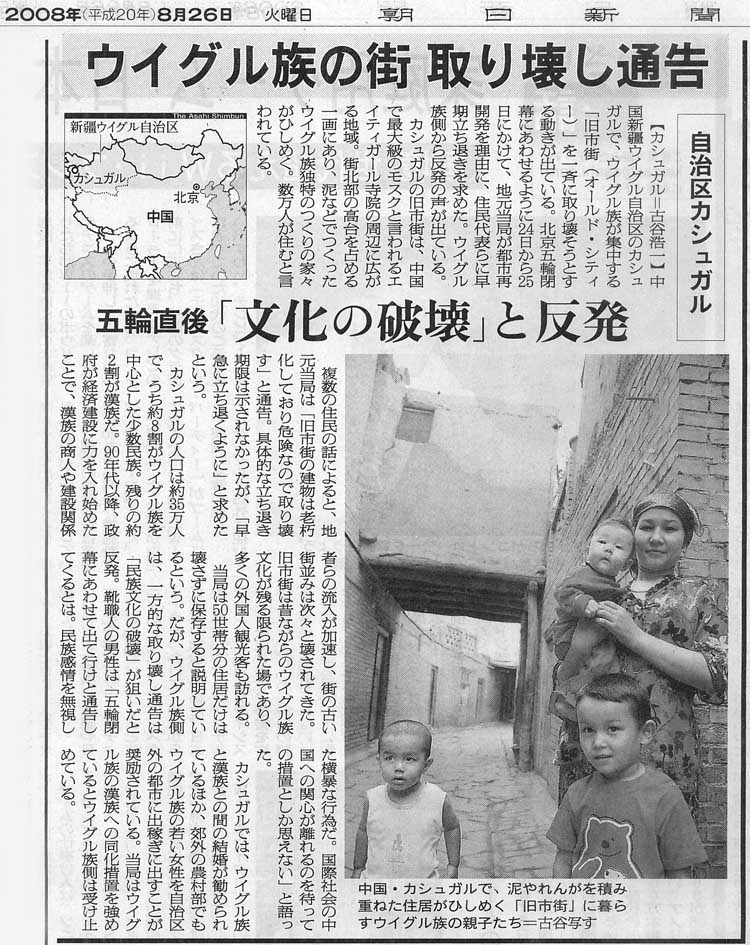 2008年(平成20年)8月26日 火曜日 朝日新聞
ウイグル族の街 取り壊し通告
自治区カシュガル
The Asahi Shimbun
新疆ウイグル自治区
カシュガル
北京
中国
【カシュガル=古谷浩一】中
国新疆ウイグル自治区のカシュ
ガルで、ウイグル族が集中する
「旧市街(オールド・シティ
ー)」を一斉に取り壊そうとす
る動きが出ている。北京五輪閉
幕にあわせるように24日から25
日にかけて、地元当局が都市再
開発を理由に、住民代表らに早
期立ち退きを求めた。ウイグル
族側から反発の声が出ている。
カシュガルの旧市街は、中国
で最大級のモスクと言われるエ
イティガール寺院の周辺に広が
る地域。街北部の高台を占める
一画にあり、泥などでつくった
ウイグル族独特のつくりの家々
がひしめく。数万人が住むと言
われている。
五輪直後「文化の破壊」と反発
複数の住民の話によると、地
元当局は「旧市街の建物は老朽
化しており危険なので取り壊
す」と通告。具体的な立ち退き
期限は示されなかったが、「早
急に立ち退くように」と求めた
という。
カシュガルの人口は約35万人
で、うち約8割がウイグル族を
中心とした少数民族。残りの約
2割が漢族だ。90年代以降、政
府が経済建設に力を入れ始めた
ことで、漢族の商人や建設関係
者らの流入が加速し、街の古い
街並みは次々と壊されてきた。
旧市街は昔ながらのウイグル族
文化が残る限られた場であり、
多くの外国人観光客も訪れる。
当局は50世帯分の住居だけは
壊さずに保存すると説明してい
るという。だが、ウイグル族側
は、一方的な取り壊し通告は
「民族文化の破壊」が狙いだと
反発。靴職人の男性は「五輪閉
幕にあわせて出て行けと通告し
てくるとは。民族感情を無視し
た横暴な行為だ。国際社会の中
国への関心が離れるのを待って
の措置としか思えない」と語っ
た。
カシュガルでは、ウイグル族
と漢族との間の結婚が勧められ
ているほか、郊外の農村部でも
ウイグル族の若い女性を自治区
外の都市に出稼ぎに出すことが
奨励されている。当局はウイグ
ル族の漢族への同化措置を強め
ているとウイグル族側は受け止
めている。
中国・カシュガルで、泥やれんがを積み
重ねた住居がひしめく「旧市街」に暮ら
すウイグル族の親子たち=古谷写す